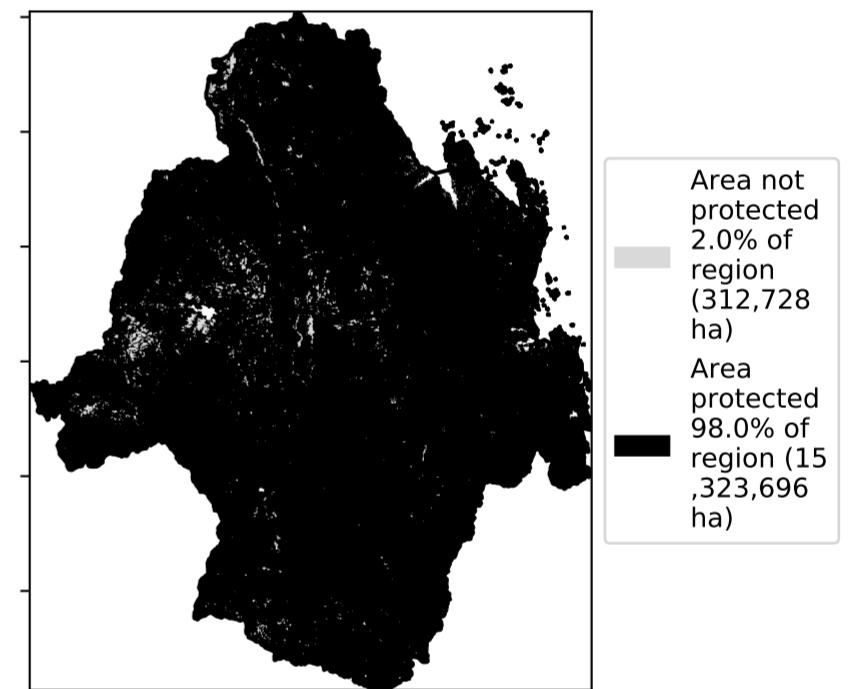 Area not
protected
2.0% of
region
(312,728
ha)
Area
protected
98.0% of
region (15
,323,696
ha)